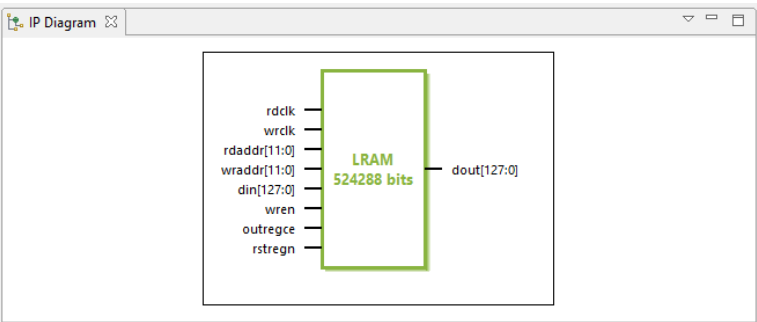 IP Diagram
rdclk
wrclk
rdaddr[11:0]
wraddr[11:0]
din[127:0]
wren
outregce
rstregn
LRAM
524288 bits
dout[127:0]